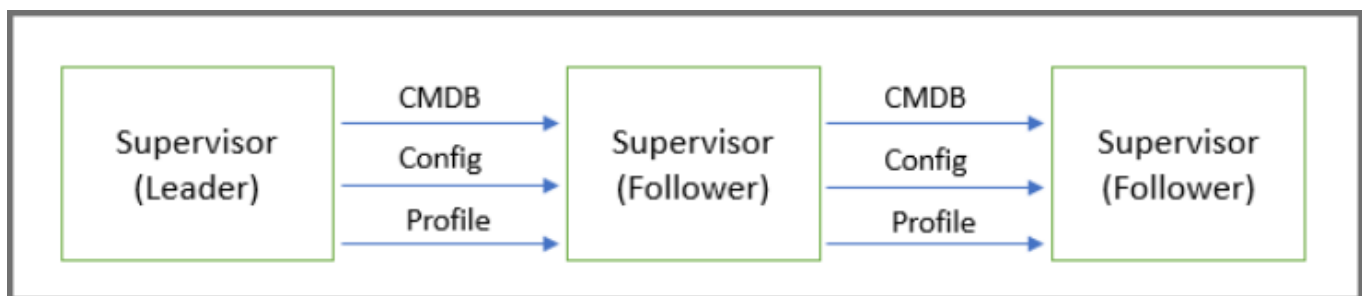 Supervisor
(Leader)
CMDB
Config
Profile
Supervisor
(Follower)
CMDB
Config
Profile
Supervisor
(Follower)